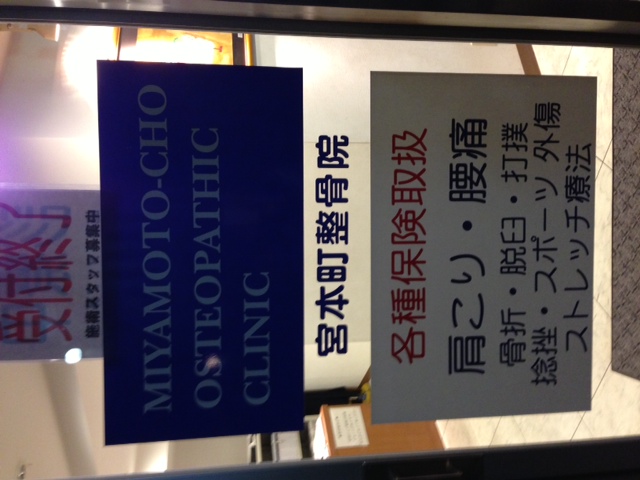 受付終了
施術スタッフ募集中
MIYAMOTO-CHO
OSTEOPATHIC
CLINIC
宮本町整骨院
各種保険取扱
肩こり・腰痛
骨折・脱臼・打撲
捻挫・スポーツ外傷
ストレッチ療法